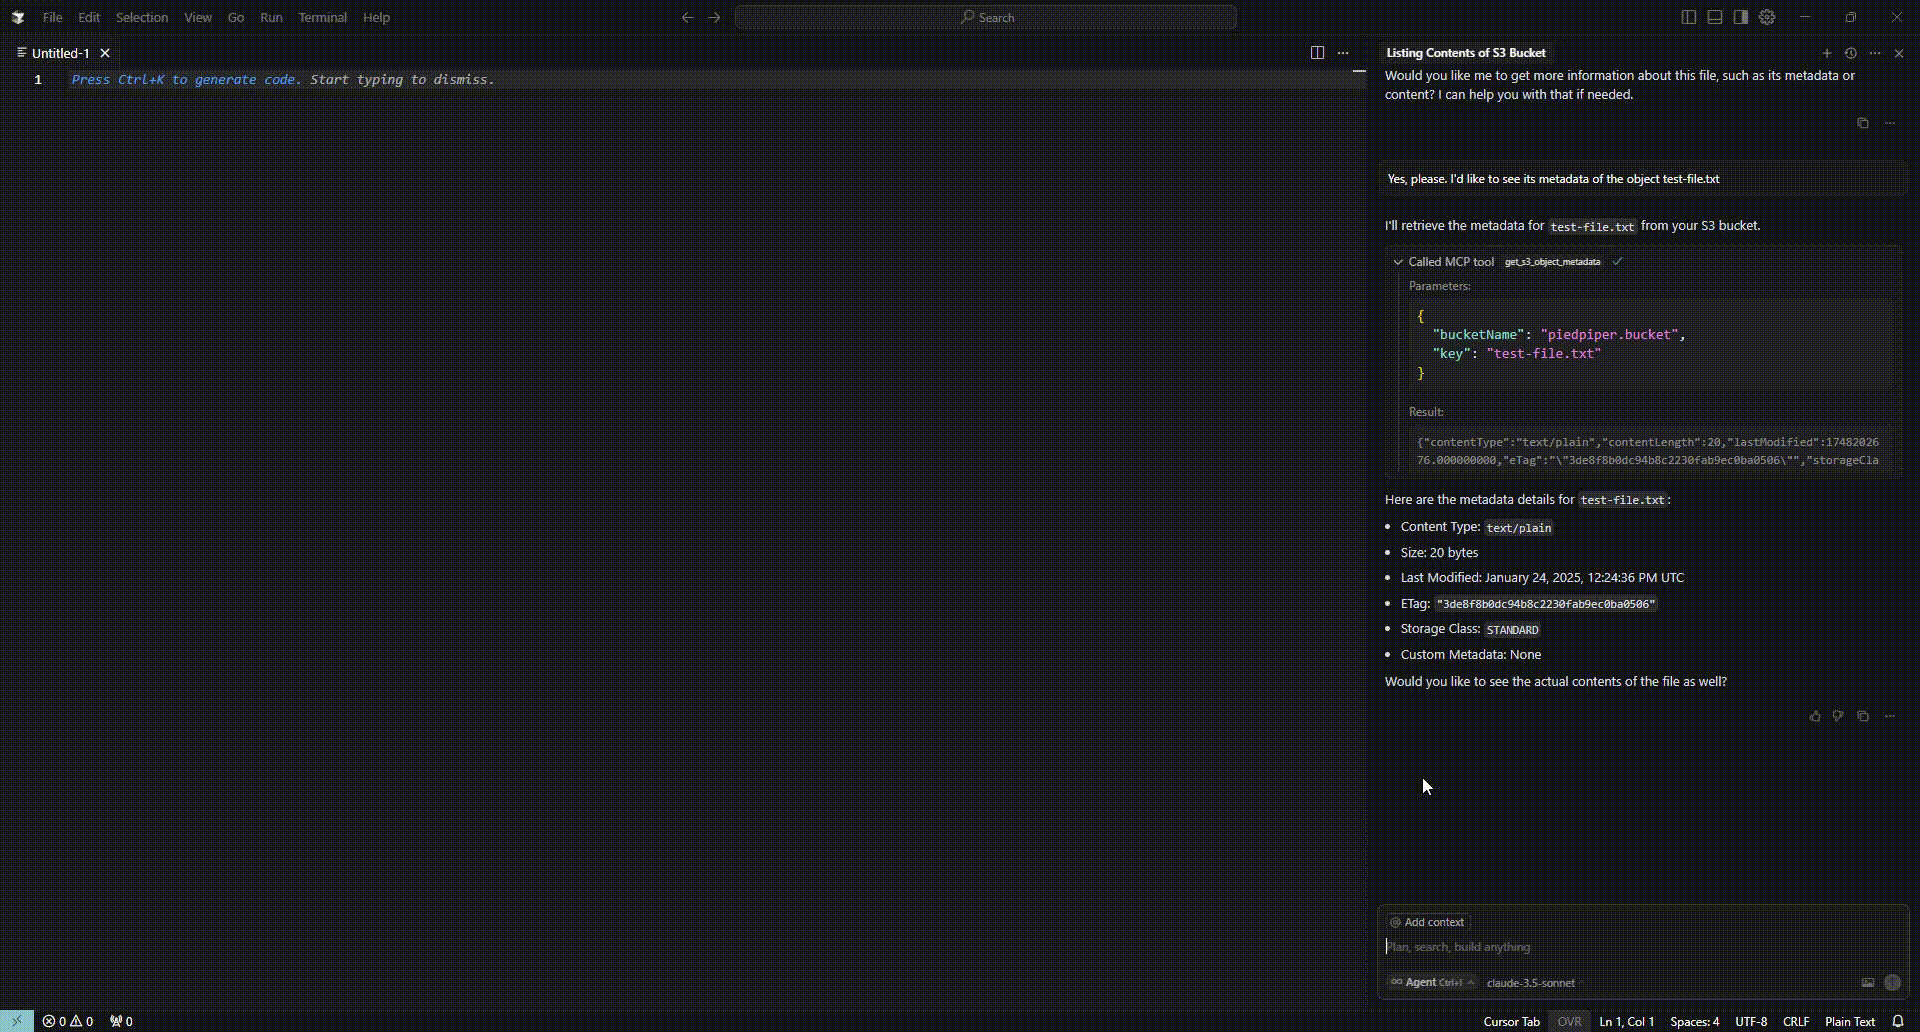 File Edit Selection View Go Run Terminal Help
Search
Untitled-1
Listing Contents of S3 Bucket
1 Press Ctrl+K to generate code. Start typing to dismiss.
Would you like me to get more information about this file, such as its metadata or
content? I can help you with that if needed.
Yes, please. I'd like to see its metadata of the object test-file.txt
I'll retrieve the metadata for test-file.txt from your S3 bucket.
Called MCP tool get_s3_object_metadata
Parameters:
{
"bucketName": "piedpiper.bucket",
"key": "test-file.txt"
}
Result:
{"contentType":"text/plain","contentLength":20,"lastModified":17482026
76.000000000,"eTag":"\"3de8f8b0dc94b8c2230fab9ec0ba0506\"","storageCla
Here are the metadata details for test-file.txt:
• Content Type: text/plain
• Size: 20 bytes
• Last Modified: January 24, 2025, 12:24:36 PM UTC
• ETag: "3de8f8b0dc94b8c2230fab9ec0ba0506"
• Storage Class: STANDARD
• Custom Metadata: None
Would you like to see the actual contents of the file as well?
@ Add context
Plan, search, build anything
∞ Agent Ctrl+I claude-3.5-sonnet
0 0 0
Cursor Tab OVR Ln 1, Col 1 Spaces: 4 UTF-8 CRLF Plain Text